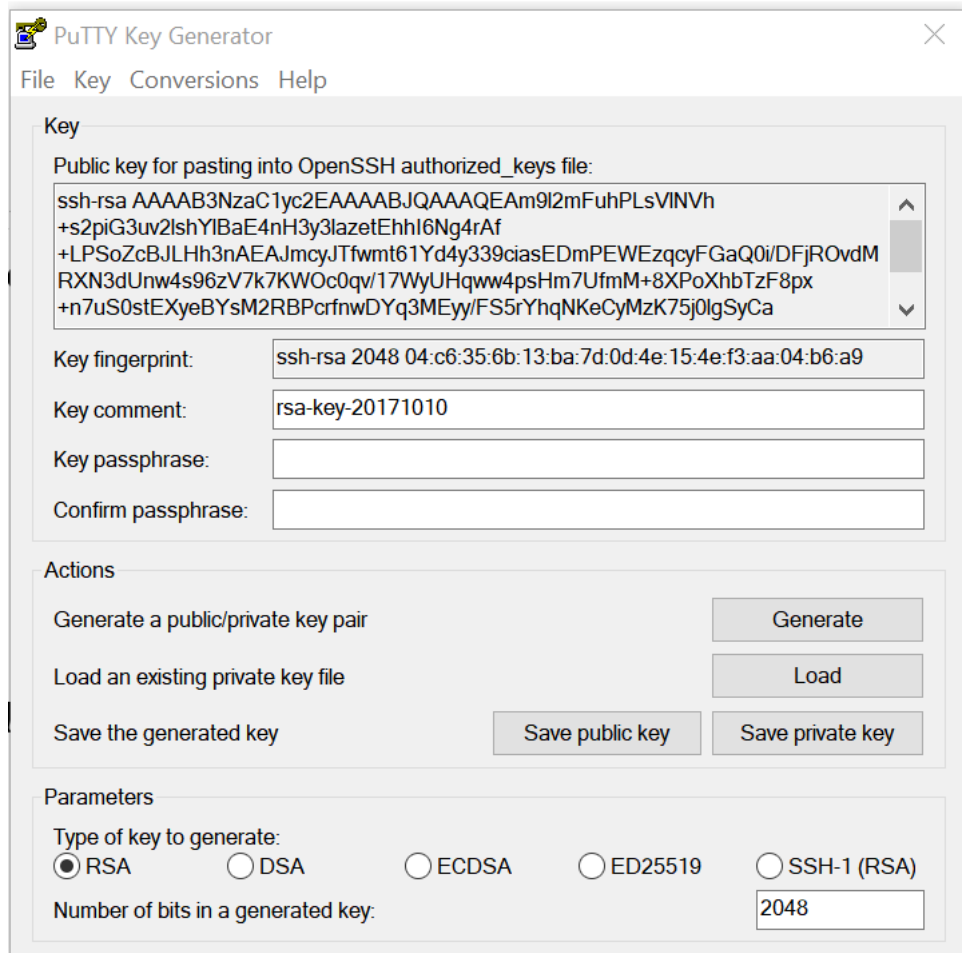 PuTTY Key Generator
File Key Conversions Help
Key
Public key for pasting into OpenSSH authorized_keys file:
ssh-rsa AAAAB3NzaC1yc2EAAAABJQAAAQEAm9l2mFuhPLsVlNVh
+s2piG3uv2lshYlBaE4nH3y3lazetEhhI6Ng4rAf
+LPSoZcBJLHh3nAEAJmcyJTfwmt61Yd4y339ciasEDmPEWEzqcyFGaQ0i/DFjROvdM
RXN3dUnw4s96zV7k7KWOc0qv/17WyUHqww4psHm7UfmM+8XPoXhbTzF8px
+n7uS0stEXyeBYsM2RBPcrfnwDYq3MEyy/FS5rYhqNKeCyMzK75j0lgSyCa
Key fingerprint: ssh-rsa 2048 04:c6:35:6b:13:ba:7d:0d:4e:15:4e:f3:aa:04:b6:a9
Key comment: rsa-key-20171010
Key passphrase:
Confirm passphrase:
Actions
Generate a public/private key pair Generate
Load an existing private key file Load
Save the generated key Save public key Save private key
Parameters
Type of key to generate:
RSA DSA ECDSA ED25519 SSH-1 (RSA)
Number of bits in a generated key: 2048